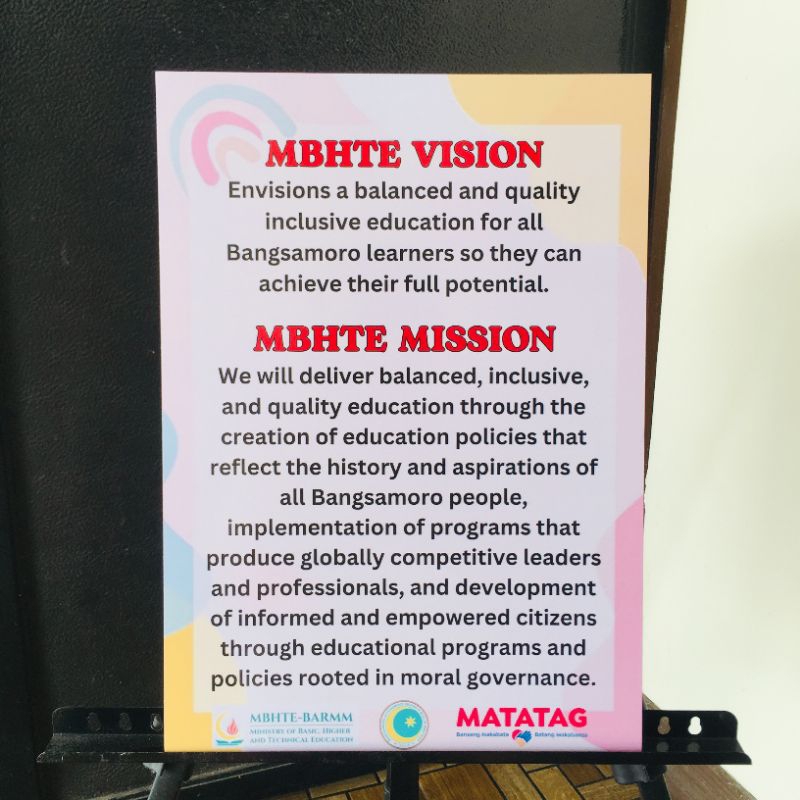 MBHTE VISION
Envisions a balanced and quality
inclusive education for all
Bangsamoro learners so they can
achieve their full potential.
MBHTE MISSION
We will deliver balanced, inclusive,
and quality education through the
creation of education policies that
reflect the history and aspirations of
all Bangsamoro people,
implementation of programs that
produce globally competitive leaders
and professionals, and development
of informed and empowered citizens
through educational programs and
policies rooted in moral governance.
MBHTE-BARMM
MINISTRY OF BASIC, HIGHER
AND TECHNICAL EDUCATION
MATATAG
Bansang makabata
Batang makabansa